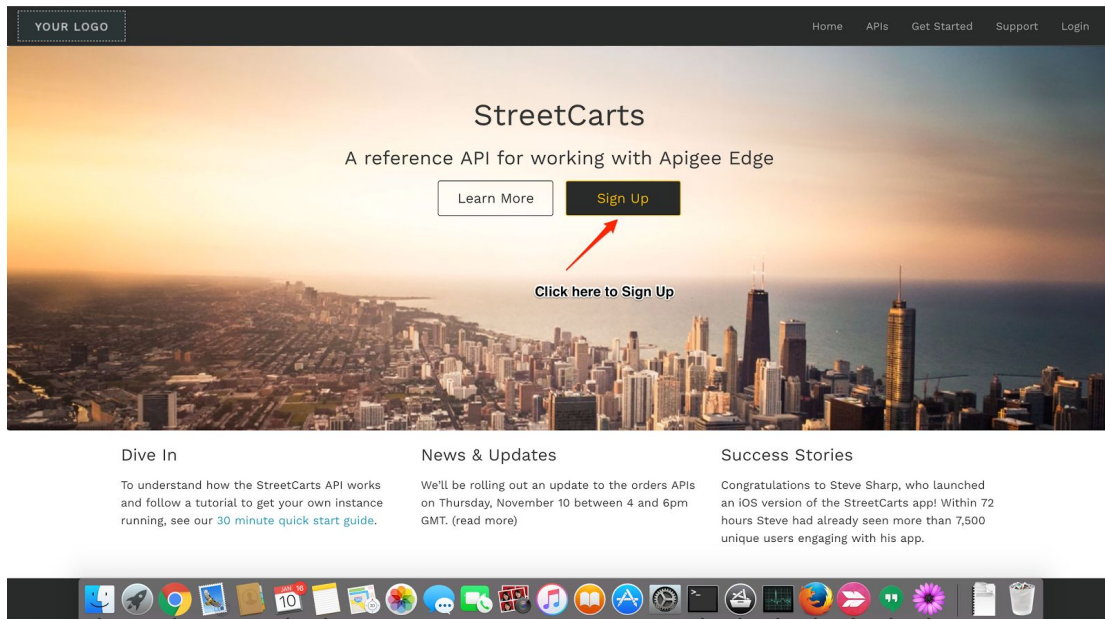 YOUR LOGO
Home APIs Get Started Support Login
StreetCarts
A reference API for working with Apigee Edge
Learn More Sign Up
Click here to Sign Up
Dive In
To understand how the StreetCarts API works
and follow a tutorial to get your own instance
running, see our 30 minute quick start guide.
News & Updates
We'll be rolling out an update to the orders APIs
on Thursday, November 10 between 4 and 6pm
GMT. (read more)
Success Stories
Congratulations to Steve Sharp, who launched
an iOS version of the StreetCarts app! Within 72
hours Steve had already seen more than 7,500
unique users engaging with his app.
JAN 16
10